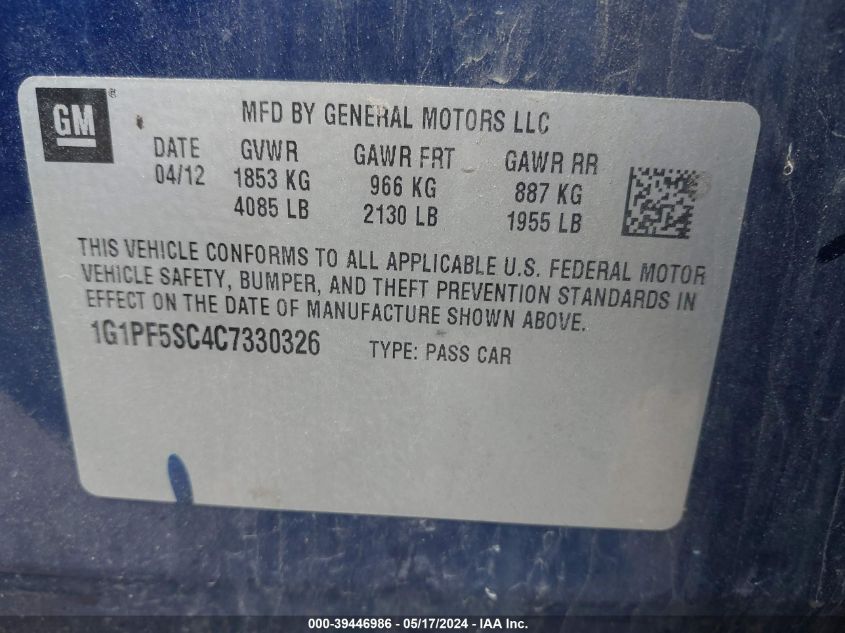 GM®
MFD BY GENERAL MOTORS LLC
DATE GVWR GAWR FRT GAWR RR
04/12 1853 KG 966 KG 887 KG
4085 LB 2130 LB 1955 LB
THIS VEHICLE CONFORMS TO ALL APPLICABLE U.S. FEDERAL MOTOR
VEHICLE SAFETY, BUMPER, AND THEFT PREVENTION STANDARDS IN
EFFECT ON THE DATE OF MANUFACTURE SHOWN ABOVE.
1G1PF5SC4C7330326 TYPE: PASS CAR
000-39446986 - 05/17/2024 - IAA Inc.